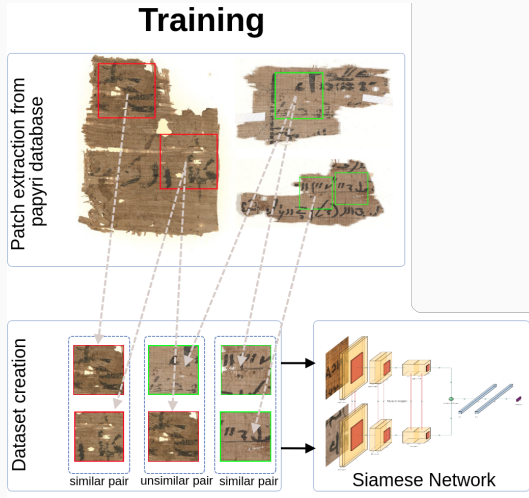 Training
Patch extraction from
papyri database
Dataset creation
similar pair
unsimilar pair
similar pair
Siamese Network